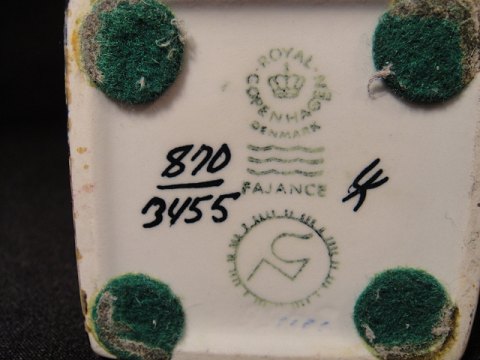 ROYAL
COPENHAGEN
DENMARK
870
3455
FAJANCE